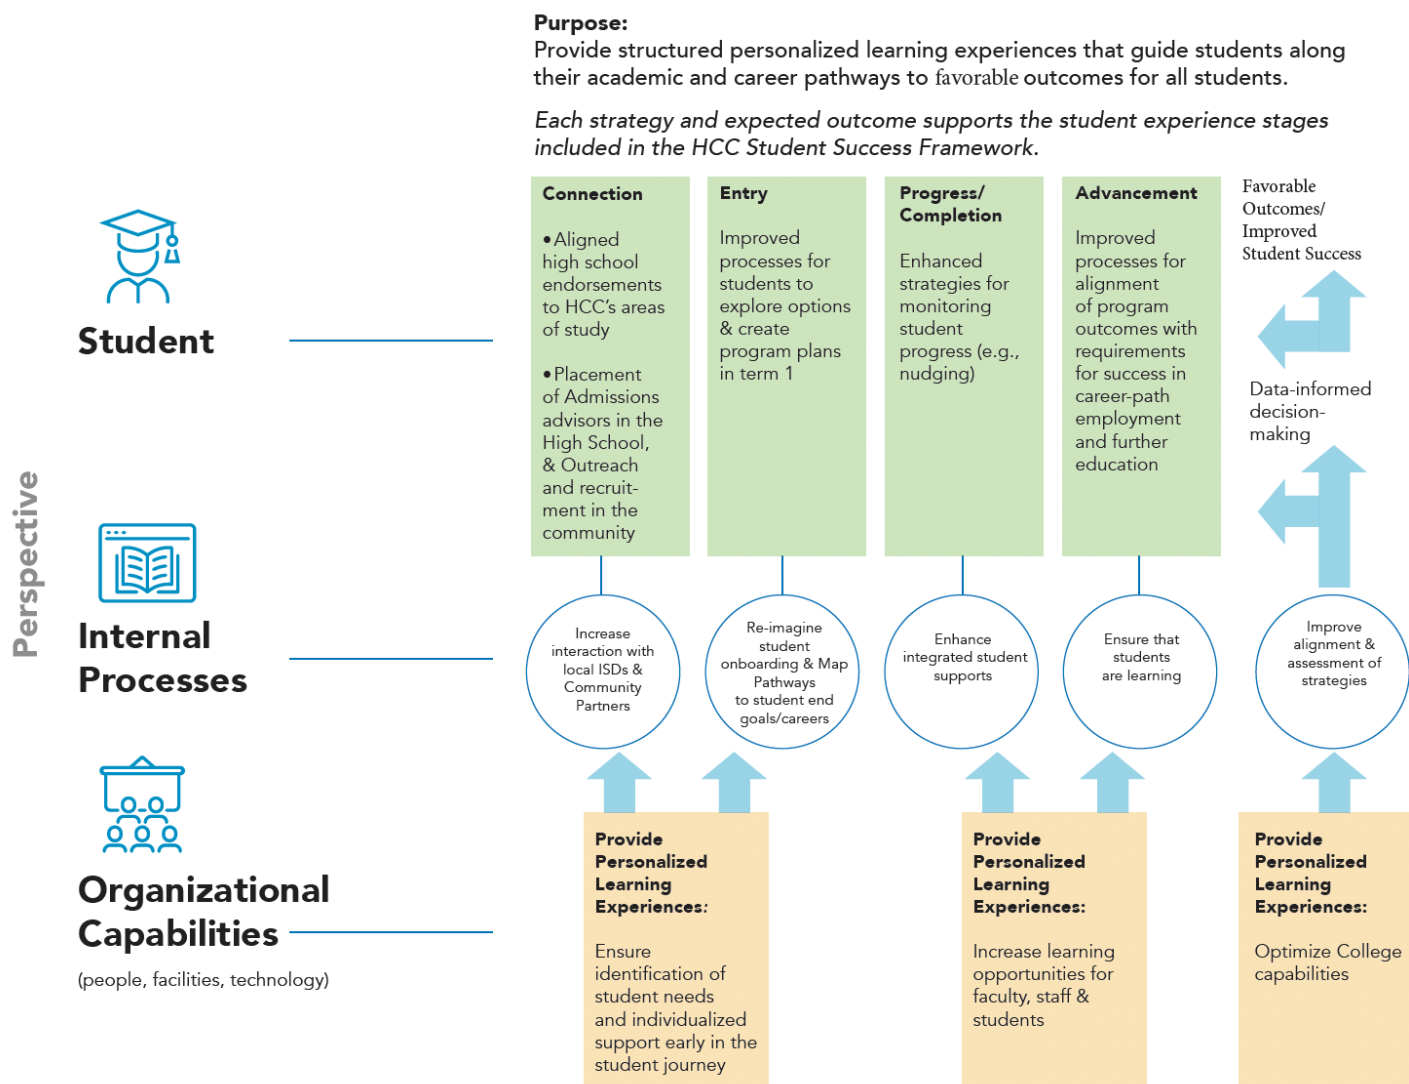 Purpose:
Provide structured personalized learning experiences that guide students along
their academic and career pathways to favorable outcomes for all students.
Each strategy and expected outcome supports the student experience stages
included in the HCC Student Success Framework.
Perspective
Student
Connection
•Aligned
high school
endorsements
to HCC's areas
of study
•Placement
of Admissions
advisors in the
High School,
& Outreach
and recruit-
ment in the
community
Entry
Improved
processes for
students to
explore options
& create
program plans
in term 1
Progress/
Completion
Enhanced
strategies for
monitoring
student
progress (e.g.,
nudging)
Advancement
Improved
processes for
alignment
of program
outcomes with
requirements
for success in
career-path
employment
and further
education
Favorable
Outcomes/
Improved
Student Success
Data-informed
decision-
making
Internal
Processes
Increase
interaction with
local ISDs &
Community
Partners
Re-imagine
student
onboarding & Map
Pathways
to student end
goals/careers
Enhance
integrated student
supports
Ensure that
students
are learning
Improve
alignment &
assessment of
strategies
Organizational
Capabilities
(people, facilities, technology)
Provide
Personalized
Learning
Experiences:
Ensure
identification of
student needs
and individualized
support early in the
student journey
Provide
Personalized
Learning
Experiences:
Increase learning
opportunities for
faculty, staff &
students
Provide
Personalized
Learning
Experiences:
Optimize College
capabilities